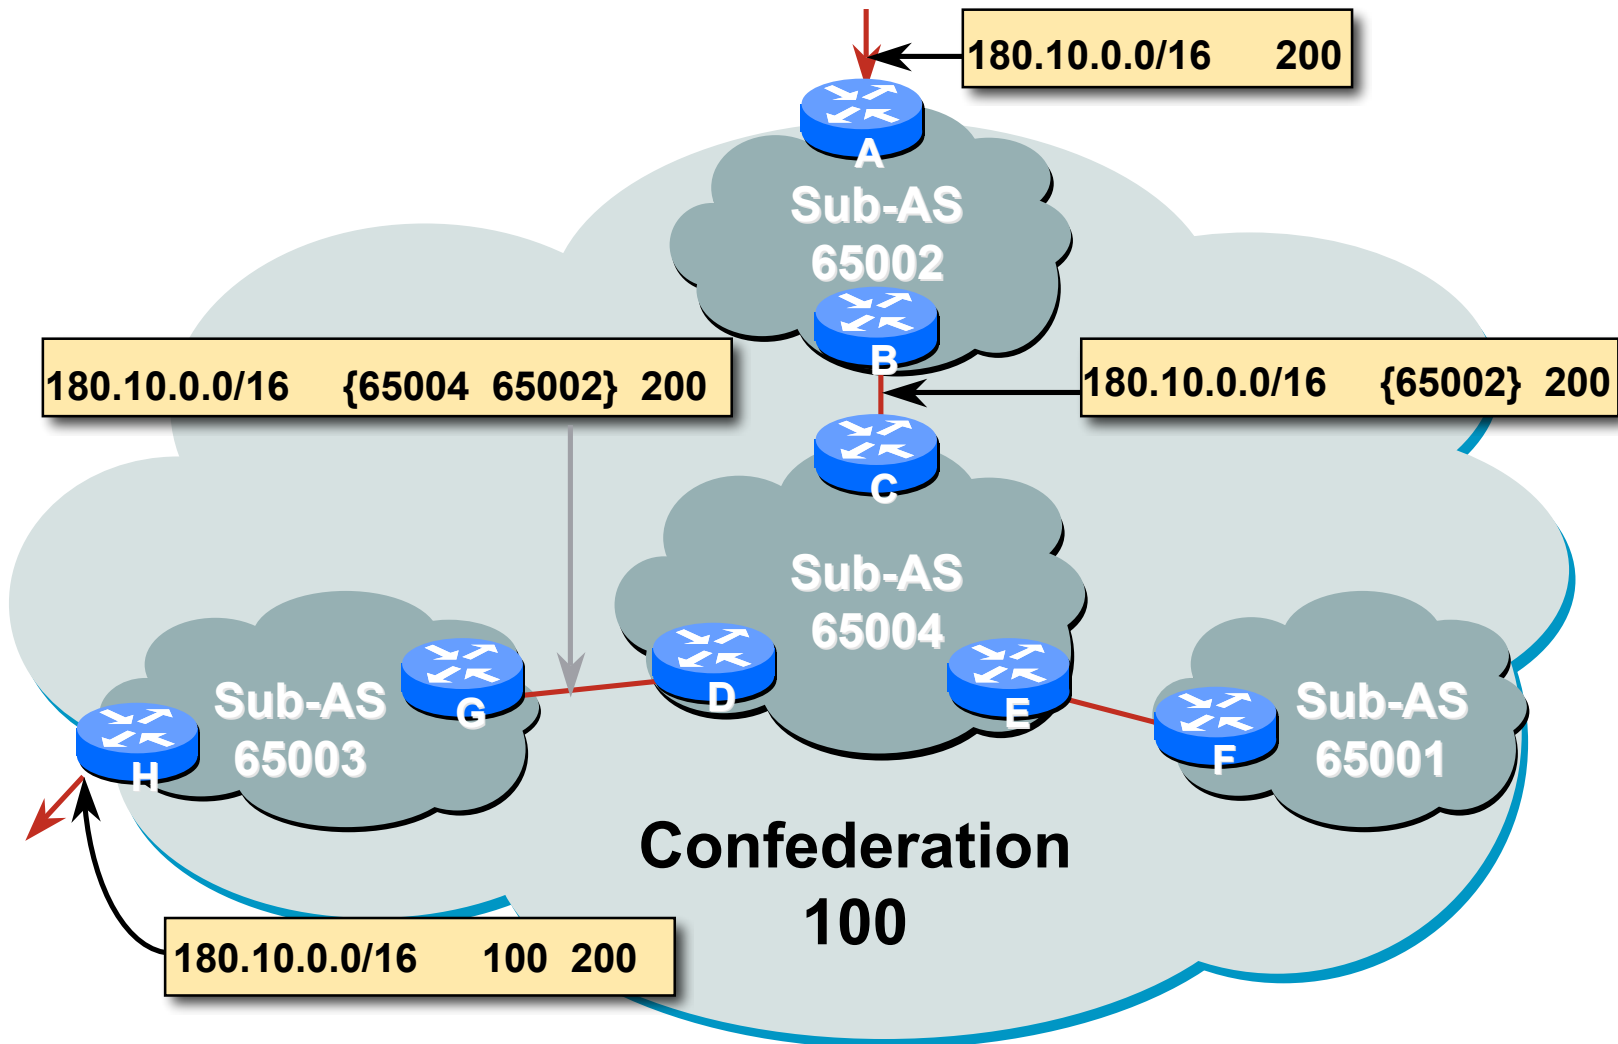 180.10.0.0/16 200
A
Sub-AS
65002
B
180.10.0.0/16 {65004 65002} 200
180.10.0.0/16 {65002} 200
C
Sub-AS
65004
D
E
G
Sub-AS
65003
H
F
Sub-AS
65001
Confederation
100
180.10.0.0/16 100 200